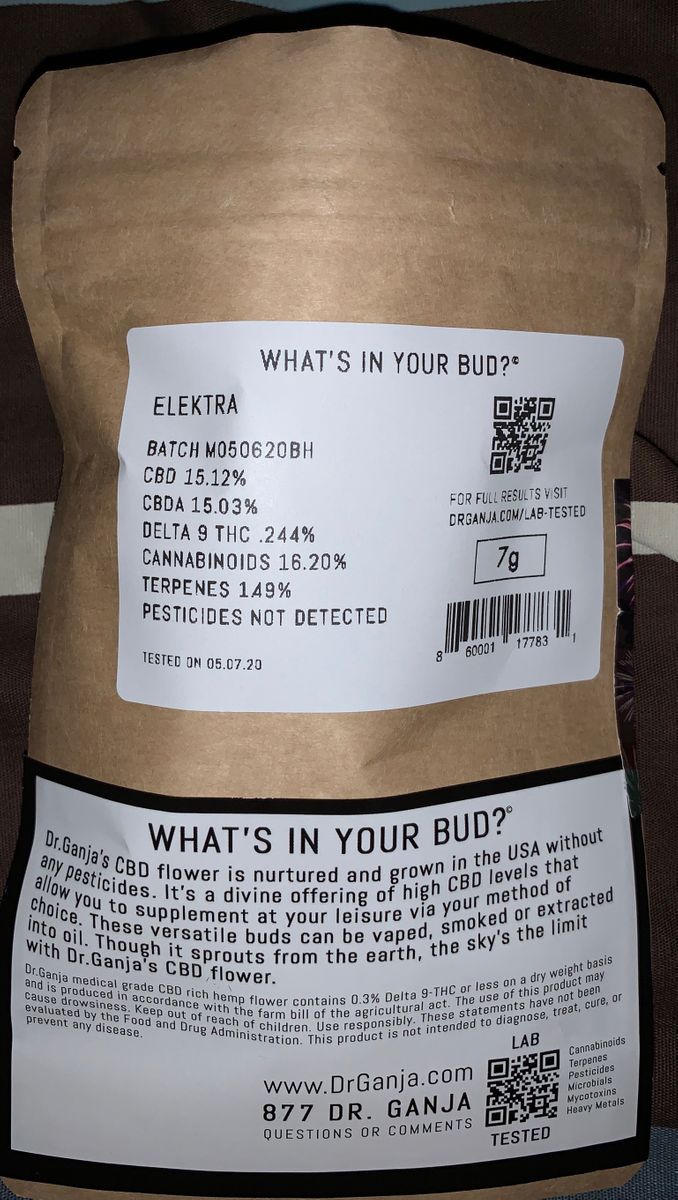 WHAT'S IN YOUR BUD?©
ELEKTRA
BATCH M050620BH
CBD 15.12%
CBDA 15.03%
DELTA 9 THC .244%
CANNABINOIDS 16.20%
TERPENES 1.49%
PESTICIDES NOT DETECTED
TESTED ON 05.07.20
FOR FULL RESULTS VISIT
DRGANJA.COM/LAB-TESTED
7g
8 60001 17783 1
WHAT'S IN YOUR BUD?©
Dr.Ganja's CBD flower is nurtured and grown in the USA without
any pesticides. It's a divine offering of high CBD levels that
allow you to supplement at your leisure via your method of
choice. These versatile buds can be vaped, smoked or extracted
into oil. Though it sprouts from the earth, the sky's the limit
with Dr.Ganja's CBD flower.
Dr.Ganja medical grade CBD rich hemp flower contains 0.3% Delta 9-THC or less on a dry weight basis
and is produced in accordance with the farm bill of the agricultural act. The use of this product may
cause drowsiness. Keep out of reach of children. Use responsibly. These statements have not been
evaluated by the Food and Drug Administration. This product is not intended to diagnose, treat, cure, or
prevent any disease.
www.DrGanja.com
877 DR. GANJA
QUESTIONS OR COMMENTS
LAB
TESTED
Cannabinoids
Terpenes
Pesticides
Microbials
Mycotoxins
Heavy Metals